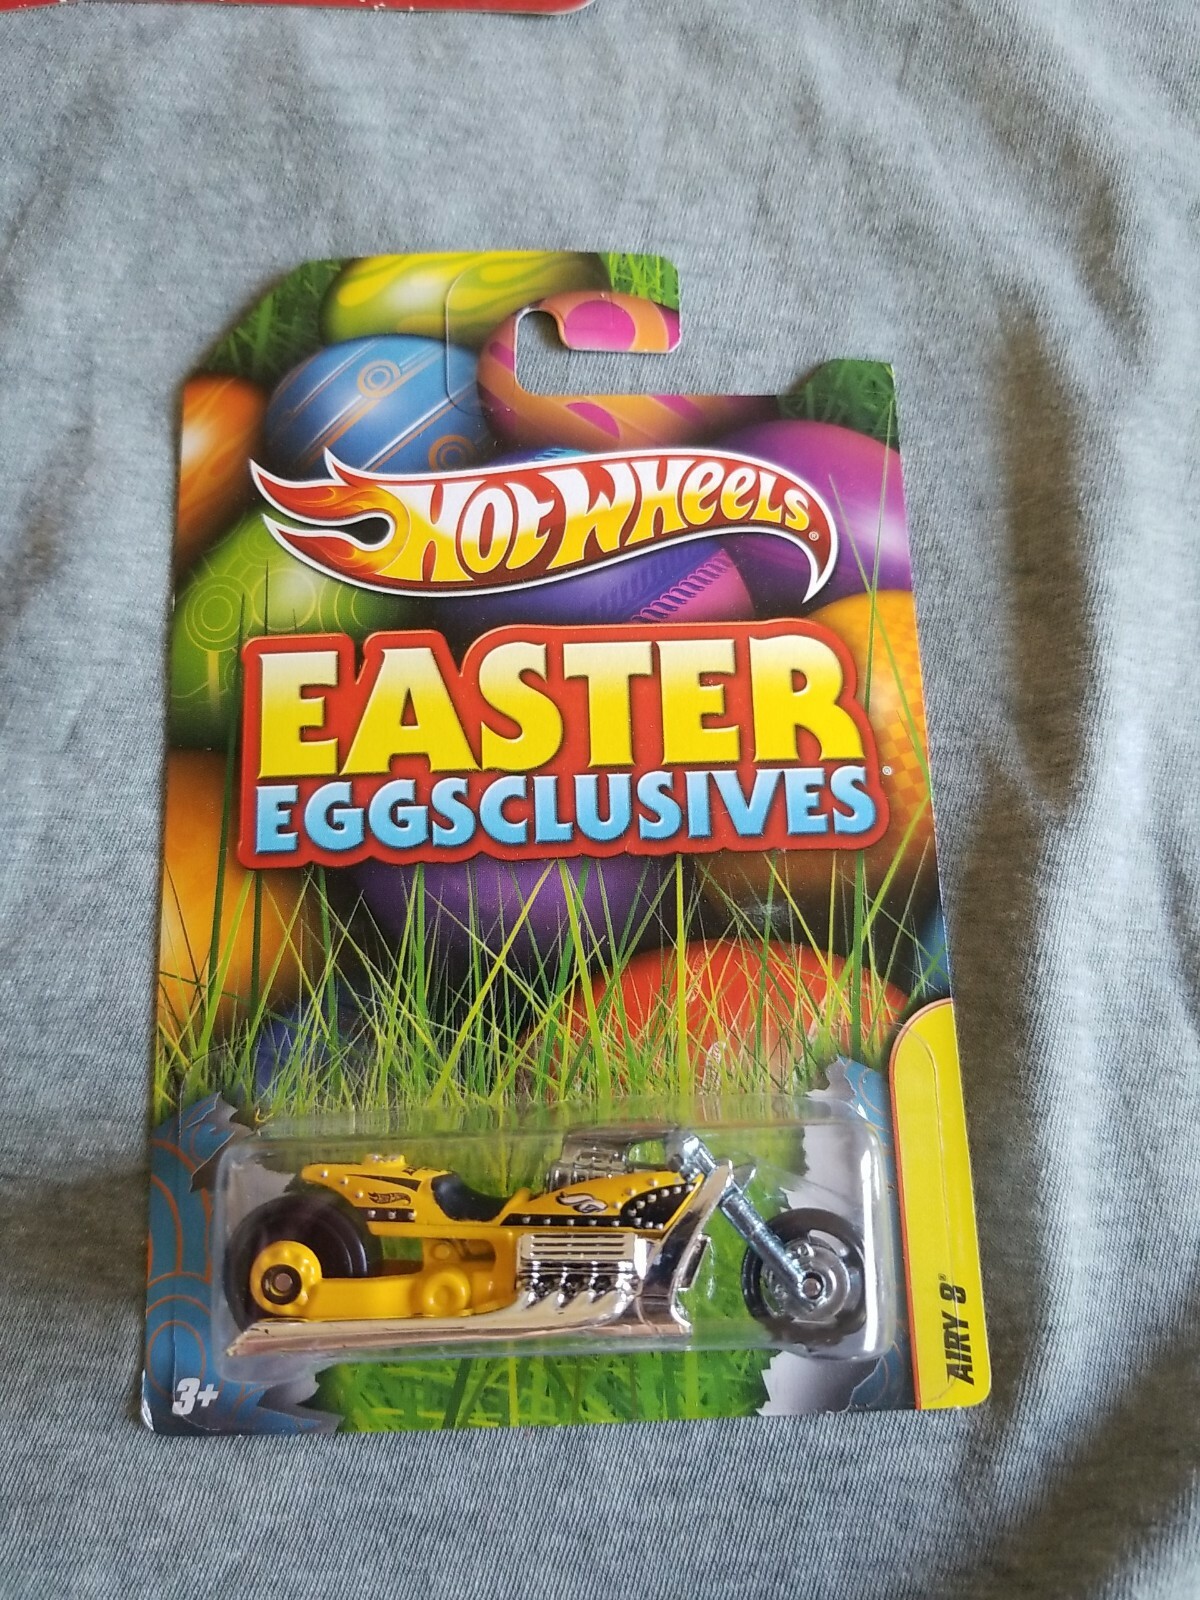 HOT WHEELS®
EASTER
EGGSCLUSIVES®
AIRY 8®
3+